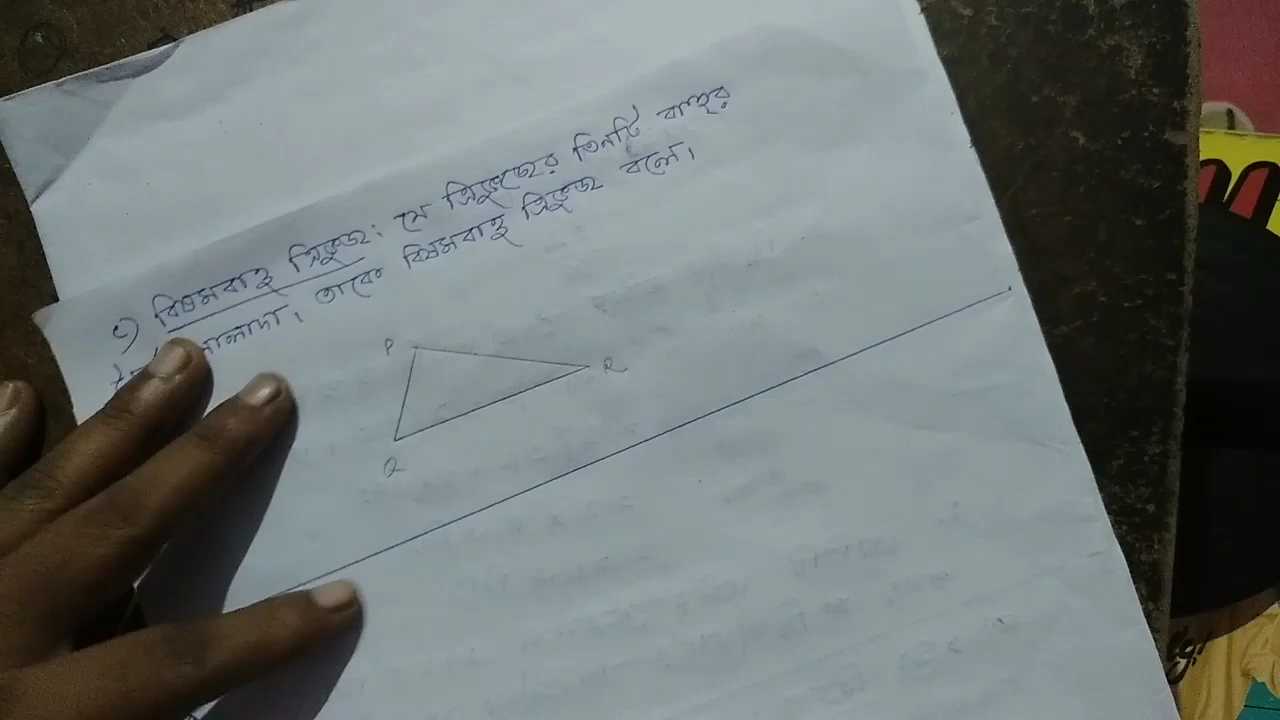 ৩) বিষমবাহু ত্রিভুজ: যে ত্রিভুজের তিনটি বাহুর
আলাদা। তাকে বিষমবাহু ত্রিভুজ বলে।
P
R
Q